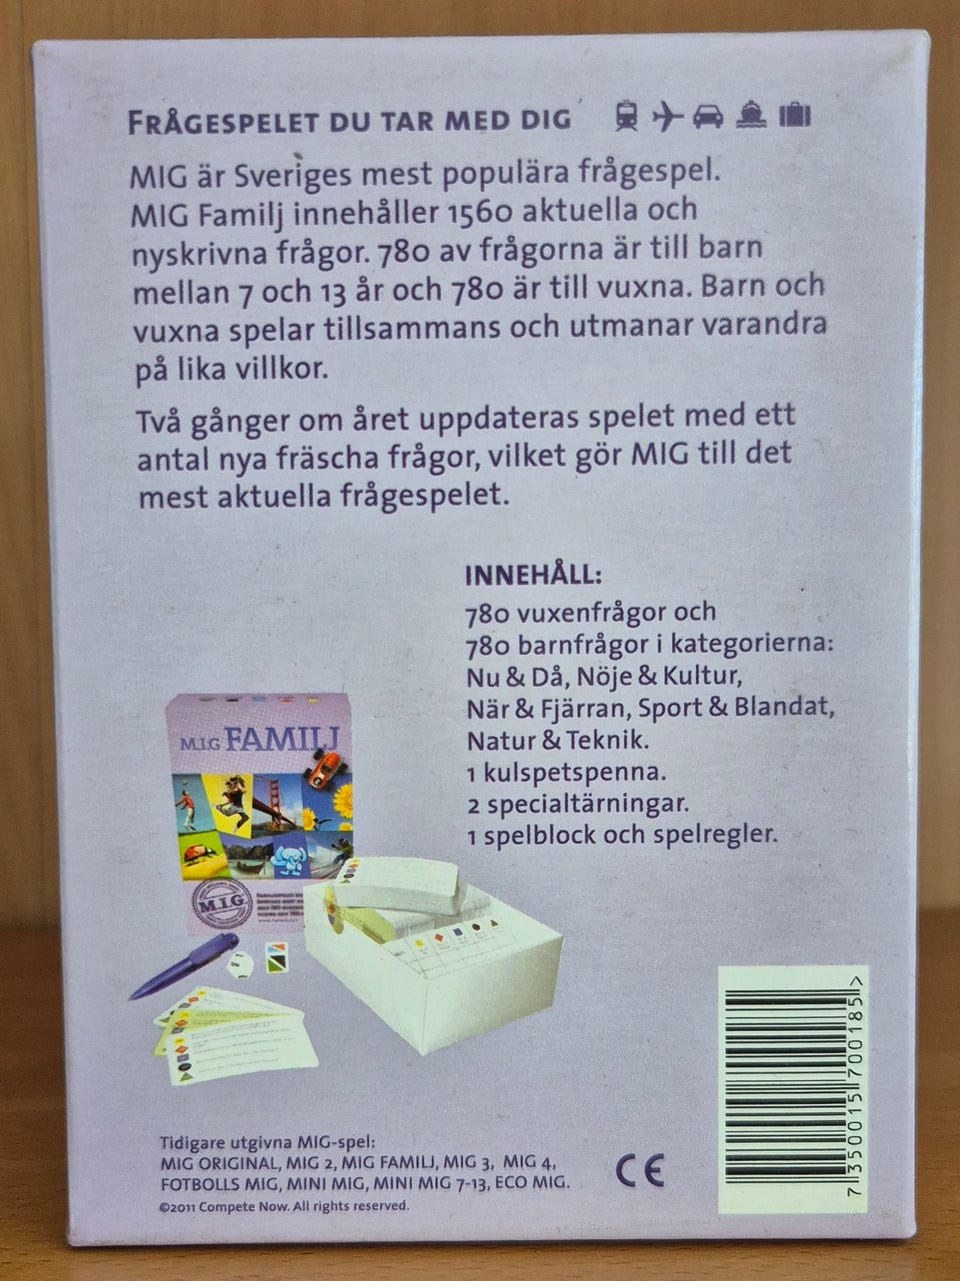 FRÅGESPELET DU TAR MED DIG
MIG är Sveriges mest populära frågespel.
MIG Familj innehåller 1560 aktuella och
nyskrivna frågor. 780 av frågorna är till barn
mellan 7 och 13 år och 780 är till vuxna. Barn och
vuxna spelar tillsammans och utmanar varandra
på lika villkor.
Två gånger om året uppdateras spelet med ett
antal nya fräscha frågor, vilket gör MIG till det
mest aktuella frågespelet.
INNEHÅLL:
780 vuxenfrågor och
780 barnfrågor i kategorierna:
Nu & Då, Nöje & Kultur,
När & Fjärran, Sport & Blandat,
Natur & Teknik.
1 kulspetspenna.
2 specialtärningar.
1 spelblock och spelregler.
M.I.G FAMILJ
M.I.G.
Tidigare utgivna MIG-spel:
MIG ORIGINAL, MIG 2, MIG FAMILJ, MIG 3, MIG 4,
FOTBOLLS MIG, MINI MIG, MINI MIG 7-13, ECO MIG.
©2011 Compete Now. All rights reserved.
CE
7 350015 700185 >